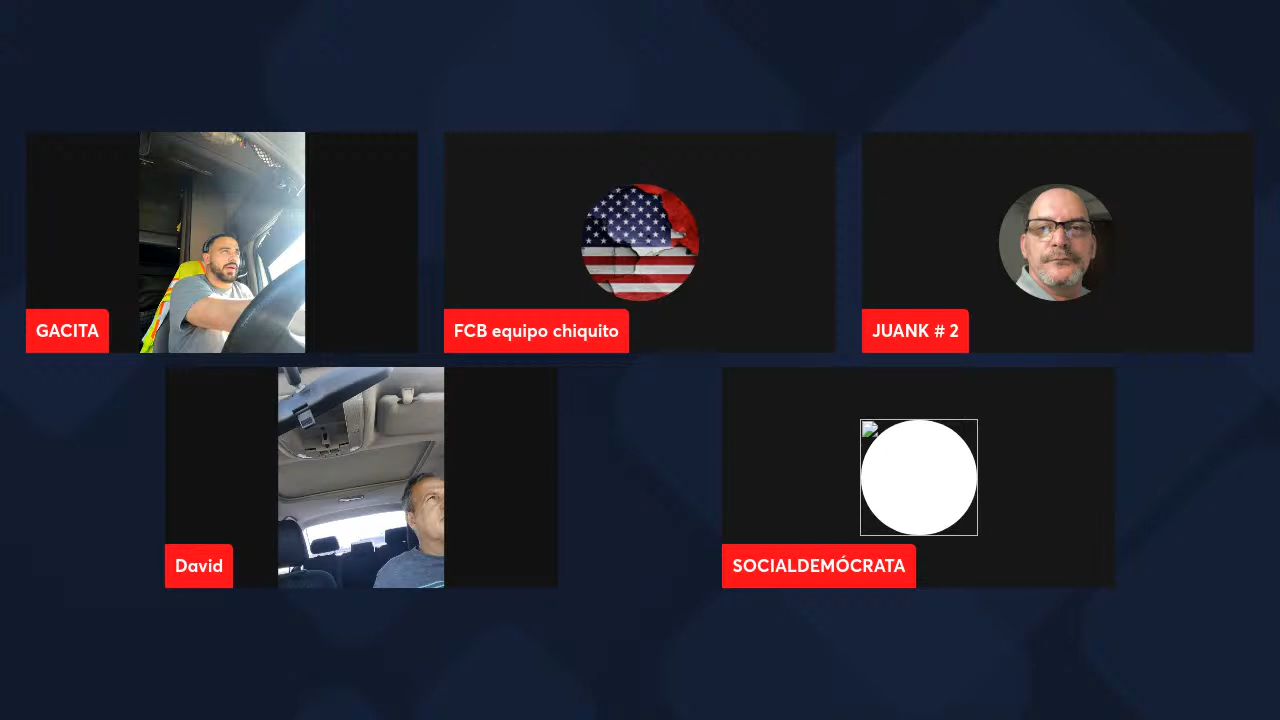 GACITA
FCB equipo chiquito
JUANK # 2
David
SOCIALDEMÓCRATA